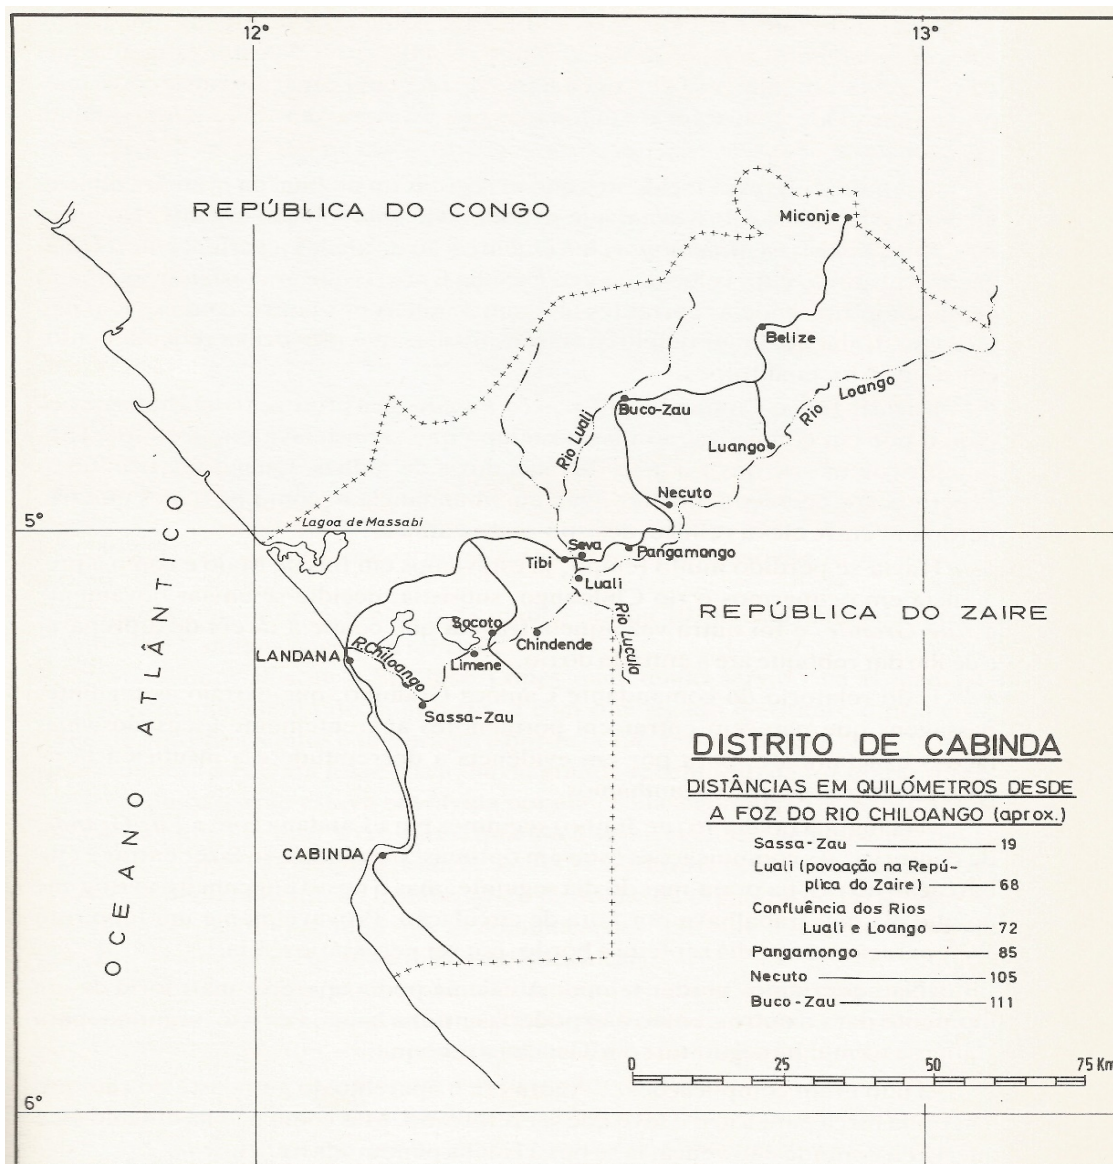 12°
13°
REPÚBLICA DO CONGO
Miconje
Belize
Rio Loango
Buco-Zau
Rio Luali
Luango
Necuto
5°
Lagoa de Massabi
Seva
Pangamongo
Tibi
Luali
OCEANO ATLÂNTICO
REPÚBLICA DO ZAIRE
Rio Lucula
Socoto
Chindende
R.Chiloango
LANDANA
Limene
Sassa-Zau
CABINDA
DISTRITO DE CABINDA
DISTÂNCIAS EM QUILÓMETROS DESDE
A FOZ DO RIO CHILOANGO (aprox.)
Sassa-Zau 19
Luali (povoação na Repú-
plica do Zaire) 68
Confluência dos Rios
Luali e Loango 72
Pangamongo 85
Necuto 105
Buco-Zau 111
0 25 50 75 Km
6°